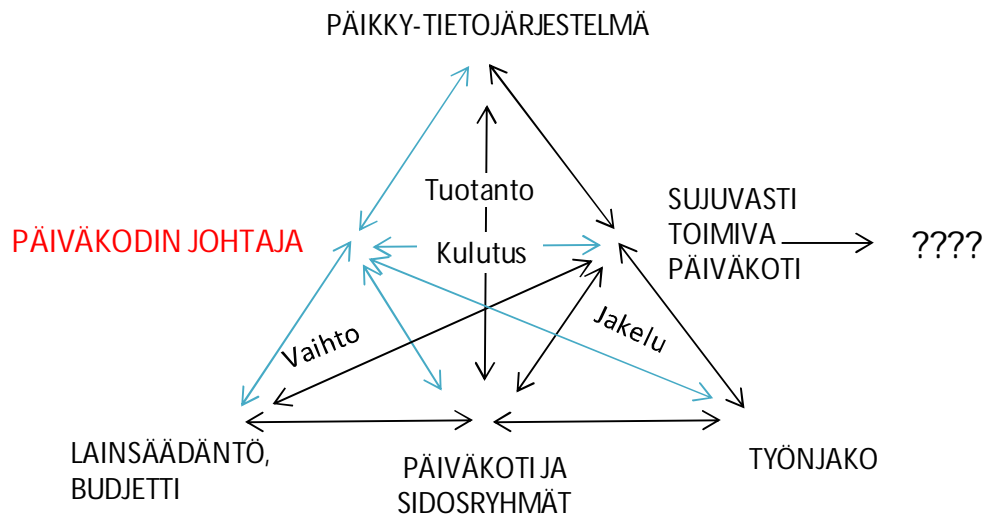 PÄIKKY-TIETOJÄRJESTELMÄ
Tuotanto
PÄIVÄKODIN JOHTAJA
Kulutus
SUJUVASTI
TOIMIVA
PÄIVÄKOTI
????
Vaihto
Jakelu
LAINSÄÄDÄNTÖ,
BUDJETTI
PÄIVÄKOTI JA
SIDOSRYHMÄT
TYÖNJAKO